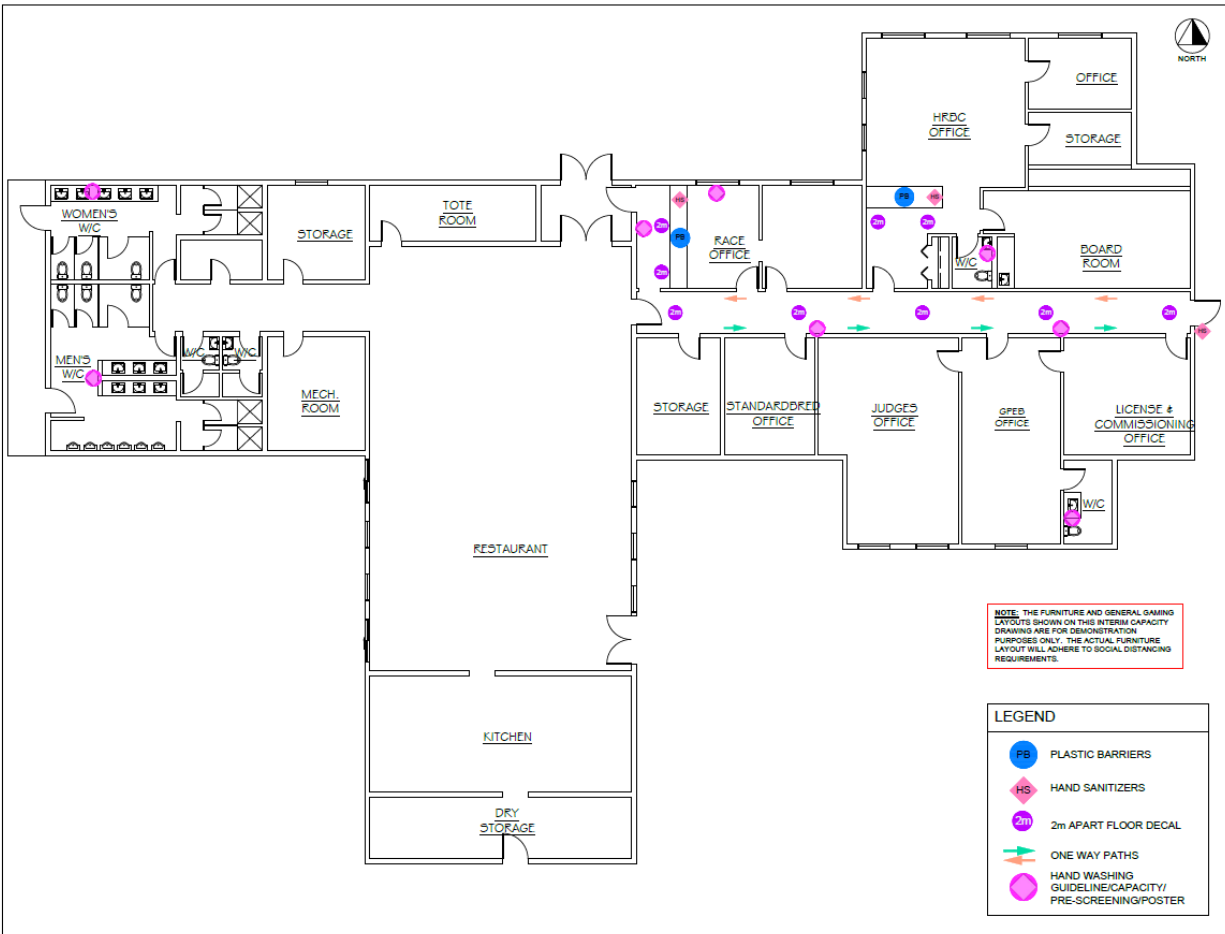 NORTH
OFFICE
HRBC
OFFICE
STORAGE
PB
HS
WOMEN'S
W/C
STORAGE
TOTE
ROOM
HS
2m
PB
2m
RACE
OFFICE
2m
2m
W/C
BOARD
ROOM
2m
2m
2m
2m
2m
HS
MEN'S
W/C
W/C
W/C
MECH.
ROOM
STORAGE
STANDARDBRED
OFFICE
JUDGES
OFFICE
GPEB
OFFICE
LICENSE &
COMMISSIONING
OFFICE
W/C
RESTAURANT
KITCHEN
DRY
STORAGE
NOTE: THE FURNITURE AND GENERAL GAMING
LAYOUTS SHOWN ON THIS INTERIM CAPACITY
DRAWING ARE FOR DEMONSTRATION
PURPOSES ONLY. THE ACTUAL FURNITURE
LAYOUT WILL ADHERE TO SOCIAL DISTANCING
REQUIREMENTS.
LEGEND
PB PLASTIC BARRIERS
HS HAND SANITIZERS
2m 2m APART FLOOR DECAL
ONE WAY PATHS
HAND WASHING
GUIDELINE/CAPACITY/
PRE-SCREENING/POSTER